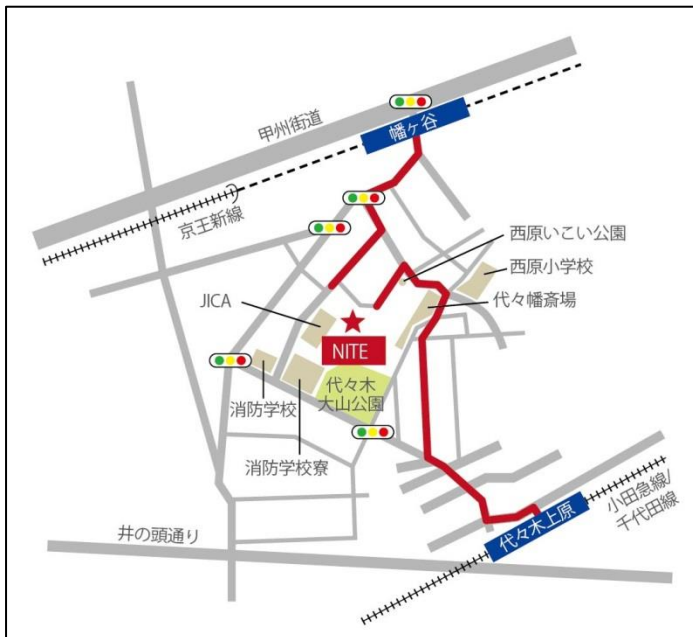 甲州街道
幡ヶ谷
京王新線
西原いこい公園
西原小学校
JICA
代々幡斎場
NITE
代々木
大山公園
消防学校
消防学校寮
小田急線/
千代田線
代々木上原
井の頭通り